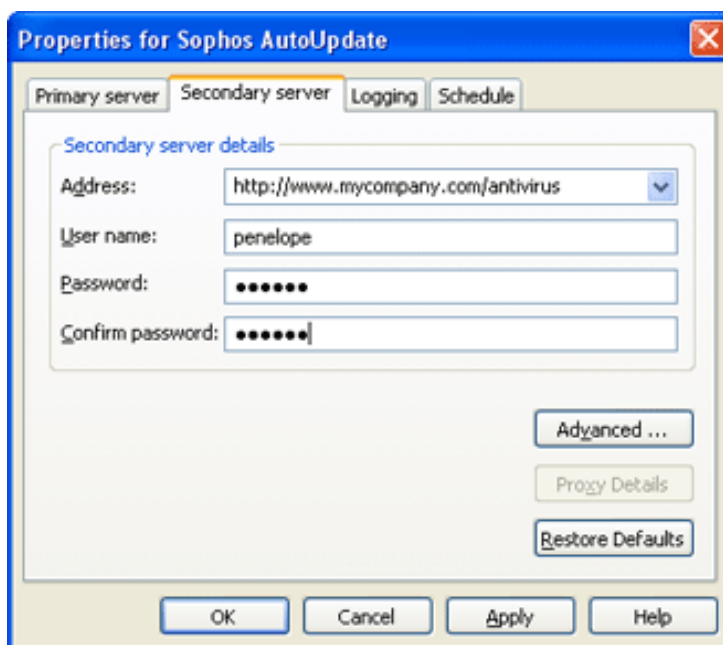 Properties for Sophos AutoUpdate
Primary server Secondary server Logging Schedule
Secondary server details
Address: http://www.mycompany.com/antivirus
User name: penelope
Password: ●●●●●●
Confirm password: ●●●●●●
Advanced ...
Proxy Details
Restore Defaults
OK Cancel Apply Help